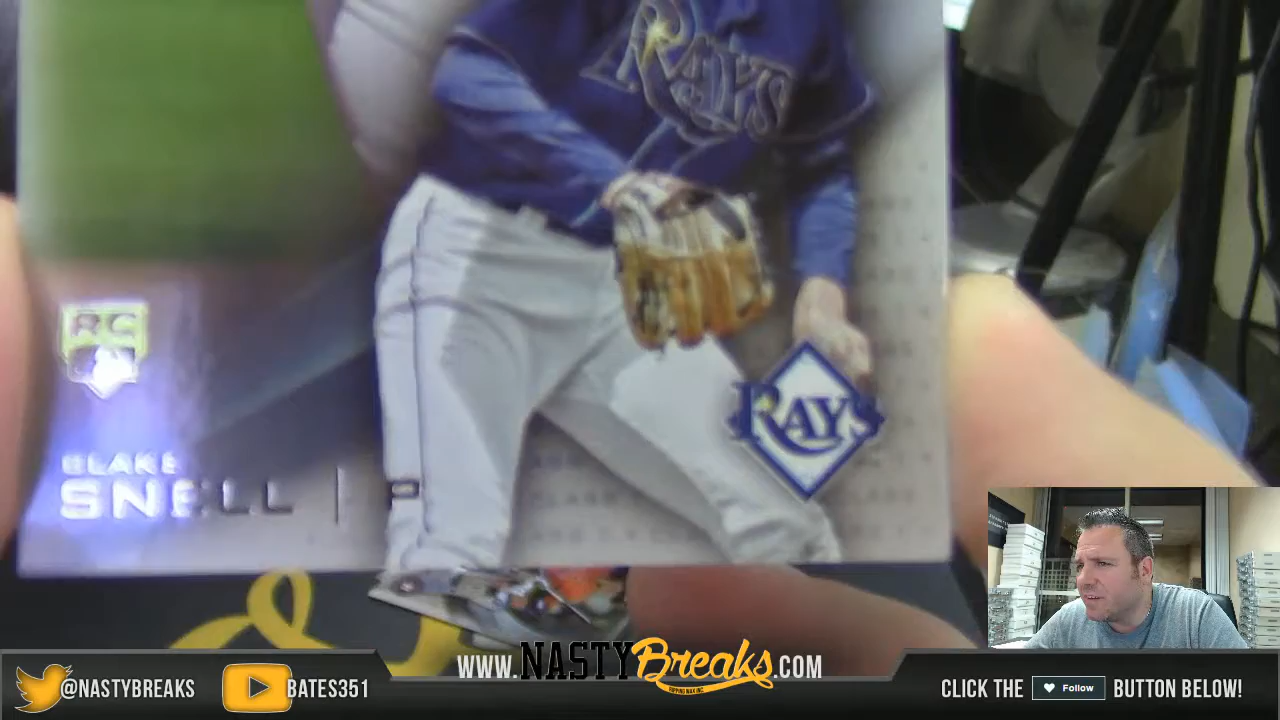 RAYS
RC
RAYS
BLAKE
SNELL | P
WWW.NASTYBreaks.COM
@NASTYBREAKS
BATES351
CLICK THE Follow BUTTON BELOW!